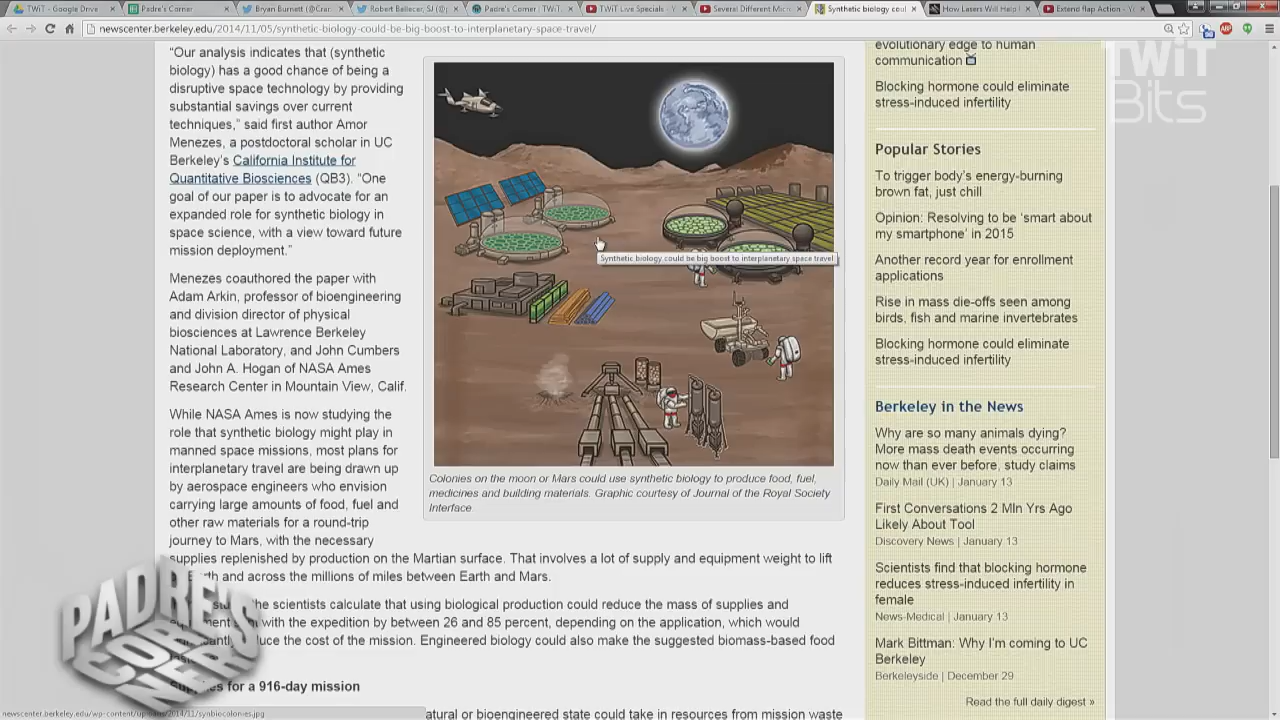 TWiT - Google Drive
Padre's Corner
Bryan Burnett (@Cran
Robert Ballecer, SJ (@
Padre's Corner | TWiT.
TWiT Live Specials - Y
Several Different Micro
Synthetic biology coul
How Lasers Will Help
Extend flap Action - Y
newscenter.berkeley.edu/2014/11/05/synthetic-biology-could-be-big-boost-to-interplanetary-space-travel/
TWiT
Bits
“Our analysis indicates that (synthetic
biology) has a good chance of being a
disruptive space technology by providing
substantial savings over current
techniques,” said first author Amor
Menezes, a postdoctoral scholar in UC
Berkeley’s California Institute for
Quantitative Biosciences (QB3). “One
goal of our paper is to advocate for an
expanded role for synthetic biology in
space science, with a view toward future
mission deployment.”
Menezes coauthored the paper with
Adam Arkin, professor of bioengineering
and division director of physical
biosciences at Lawrence Berkeley
National Laboratory, and John Cumbers
and John A. Hogan of NASA Ames
Research Center in Mountain View, Calif.
While NASA Ames is now studying the
role that synthetic biology might play in
manned space missions, most plans for
interplanetary travel are being drawn up
by aerospace engineers who envision
carrying large amounts of food, fuel and
other raw materials for a round-trip
journey to Mars, with the necessary
supplies replenished by production on the Martian surface. That involves a lot of supply and equipment weight to lift
and across the millions of miles between Earth and Mars.
the scientists calculate that using biological production could reduce the mass of supplies and
with the expedition by between 26 and 85 percent, depending on the application, which would
the cost of the mission. Engineered biology could also make the suggested biomass-based food
for a 916-day mission
natural or bioengineered state could take in resources from mission waste
Synthetic biology could be big boost to interplanetary space travel
Colonies on the moon or Mars could use synthetic biology to produce food, fuel,
medicines and building materials. Graphic courtesy of Journal of the Royal Society
Interface.
evolutionary edge to human
communication
Blocking hormone could eliminate
stress-induced infertility
Popular Stories
To trigger body’s energy-burning
brown fat, just chill
Opinion: Resolving to be ‘smart about
my smartphone’ in 2015
Another record year for enrollment
applications
Rise in mass die-offs seen among
birds, fish and marine invertebrates
Blocking hormone could eliminate
stress-induced infertility
Berkeley in the News
Why are so many animals dying?
More mass death events occurring
now than ever before, study claims
Daily Mail (UK) | January 13
First Conversations 2 Mln Yrs Ago
Likely About Tool
Discovery News | January 13
Scientists find that blocking hormone
reduces stress-induced infertility in
female
News-Medical | January 13
Mark Bittman: Why I’m coming to UC
Berkeley
Berkeleyside | December 29
Read the full daily digest »
PADRE'S
CORNER
newscenter.berkeley.edu/wp-content/uploads/2014/11/synbiocolonies.jpg